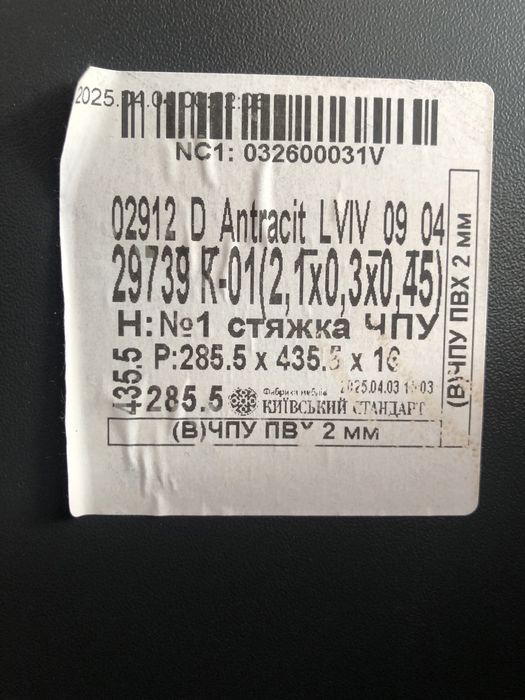 NC1: 032600031V
02912 D Antracit LVIV 09 04
29739 K-01(2,1x0,3x0,45)
Н:№1 стяжка ЧПУ
P:285.5 x 435.5 x 16
435.5
285.5
Фабрика меблів
2025.04.03
КИЇВСЬКИЙ СТАНДАРТ
(В)ЧПУ ПВХ 2 мм
(В)ЧПУ ПВХ 2 мм